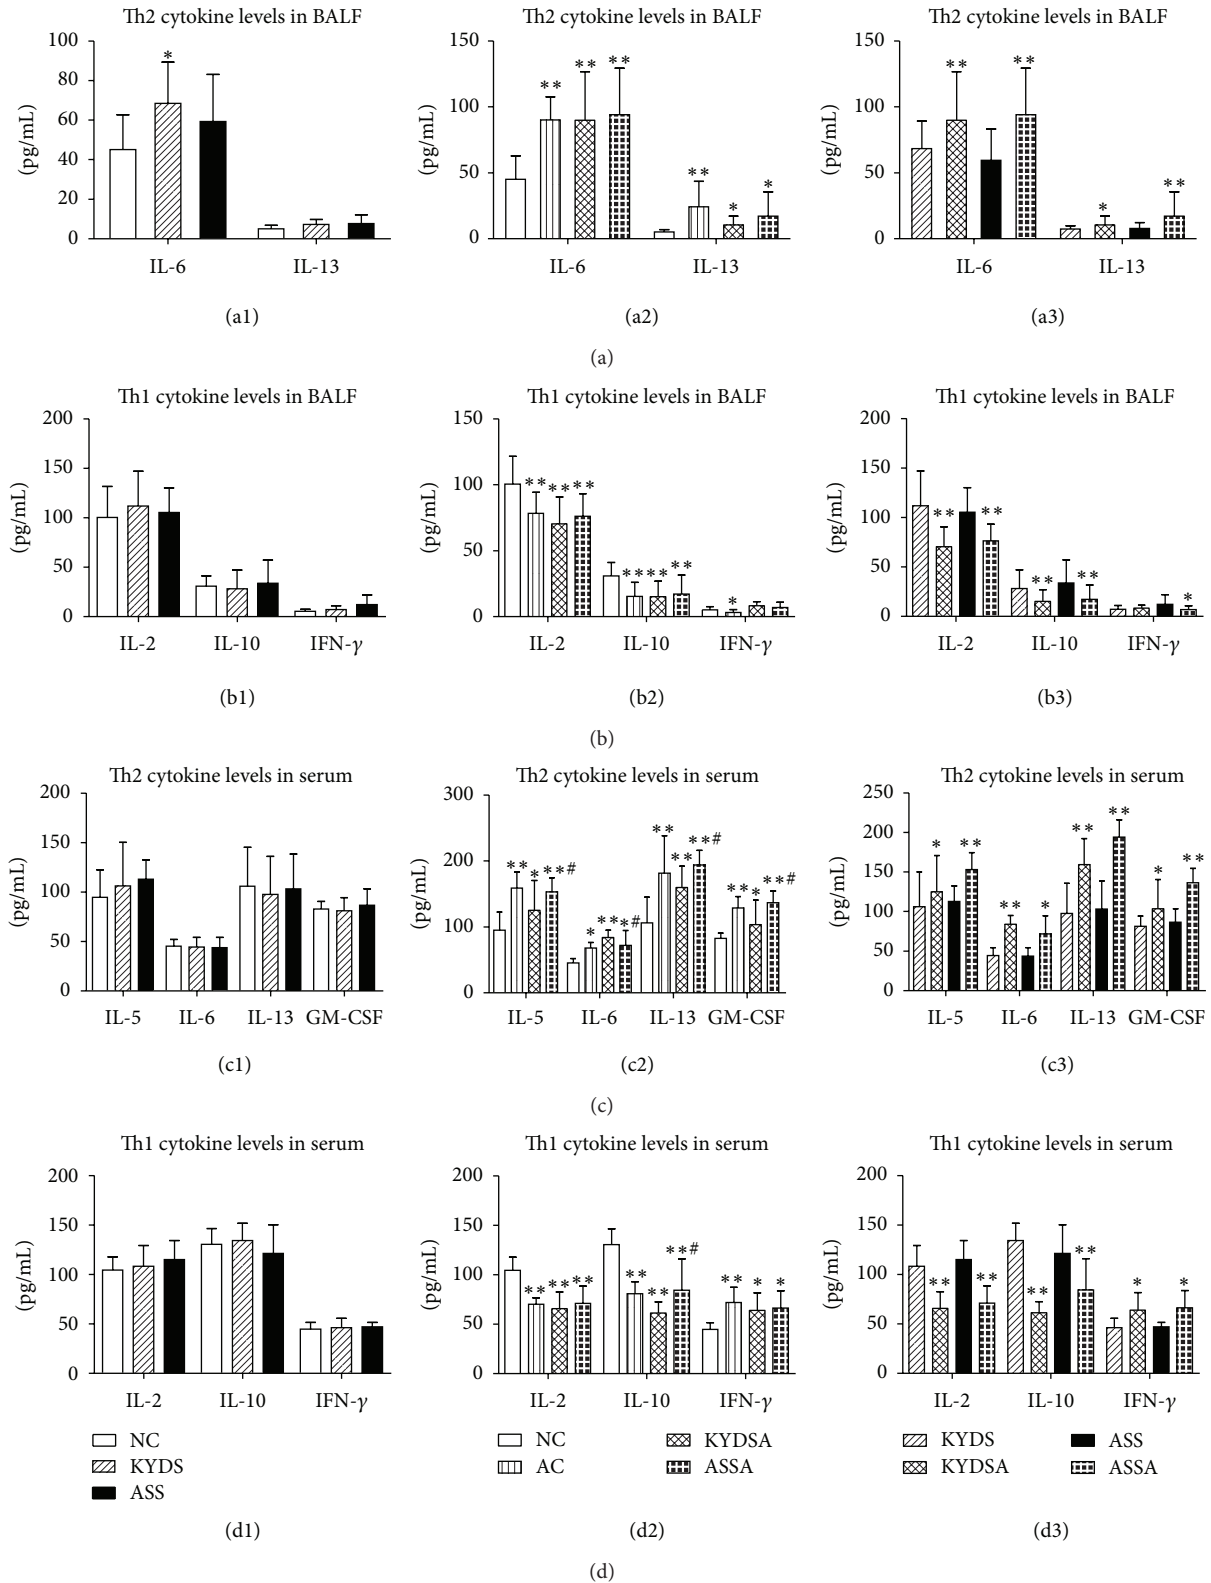 Th2 cytokine levels in BALF
Th2 cytokine levels in BALF
Th2 cytokine levels in BALF
(pg/mL)
100
80
60
40
20
0
*
IL-6
IL-13
(a1)
(pg/mL)
150
100
50
0
**
**
**
**
*
*
IL-6
IL-13
(a2)
(pg/mL)
150
100
50
0
**
**
*
**
IL-6
IL-13
(a3)
(a)
Th1 cytokine levels in BALF
Th1 cytokine levels in BALF
Th1 cytokine levels in BALF
(pg/mL)
200
150
100
50
0
IL-2
IL-10
IFN-γ
(b1)
(pg/mL)
150
100
50
0
**
**
**
**
**
**
*
IL-2
IL-10
IFN-γ
(b2)
(pg/mL)
200
150
100
50
0
**
**
**
**
*
IL-2
IL-10
IFN-γ
(b3)
(b)
Th2 cytokine levels in serum
Th2 cytokine levels in serum
Th2 cytokine levels in serum
(pg/mL)
200
150
100
50
0
IL-5
IL-6
IL-13
GM-CSF
(c1)
(pg/mL)
300
200
100
0
**
*
**#
*
**
*#
**
**
**#
**
*
**#
IL-5
IL-6
IL-13
GM-CSF
(c2)
(pg/mL)
250
200
150
100
50
0
*
**
**
*
**
**
*
**
IL-5
IL-6
IL-13
GM-CSF
(c3)
(c)
Th1 cytokine levels in serum
Th1 cytokine levels in serum
Th1 cytokine levels in serum
(pg/mL)
200
150
100
50
0
IL-2
IL-10
IFN-γ
NC
KYDS
ASS
(d1)
(pg/mL)
200
150
100
50
0
**
**
**
**
**
**#
**
*
*
IL-2
IL-10
IFN-γ
NC
AC
KYDSA
ASSA
(d2)
(pg/mL)
200
150
100
50
0
**
**
**
**
*
*
IL-2
IL-10
IFN-γ
KYDS
KYDSA
ASS
ASSA
(d3)
(d)